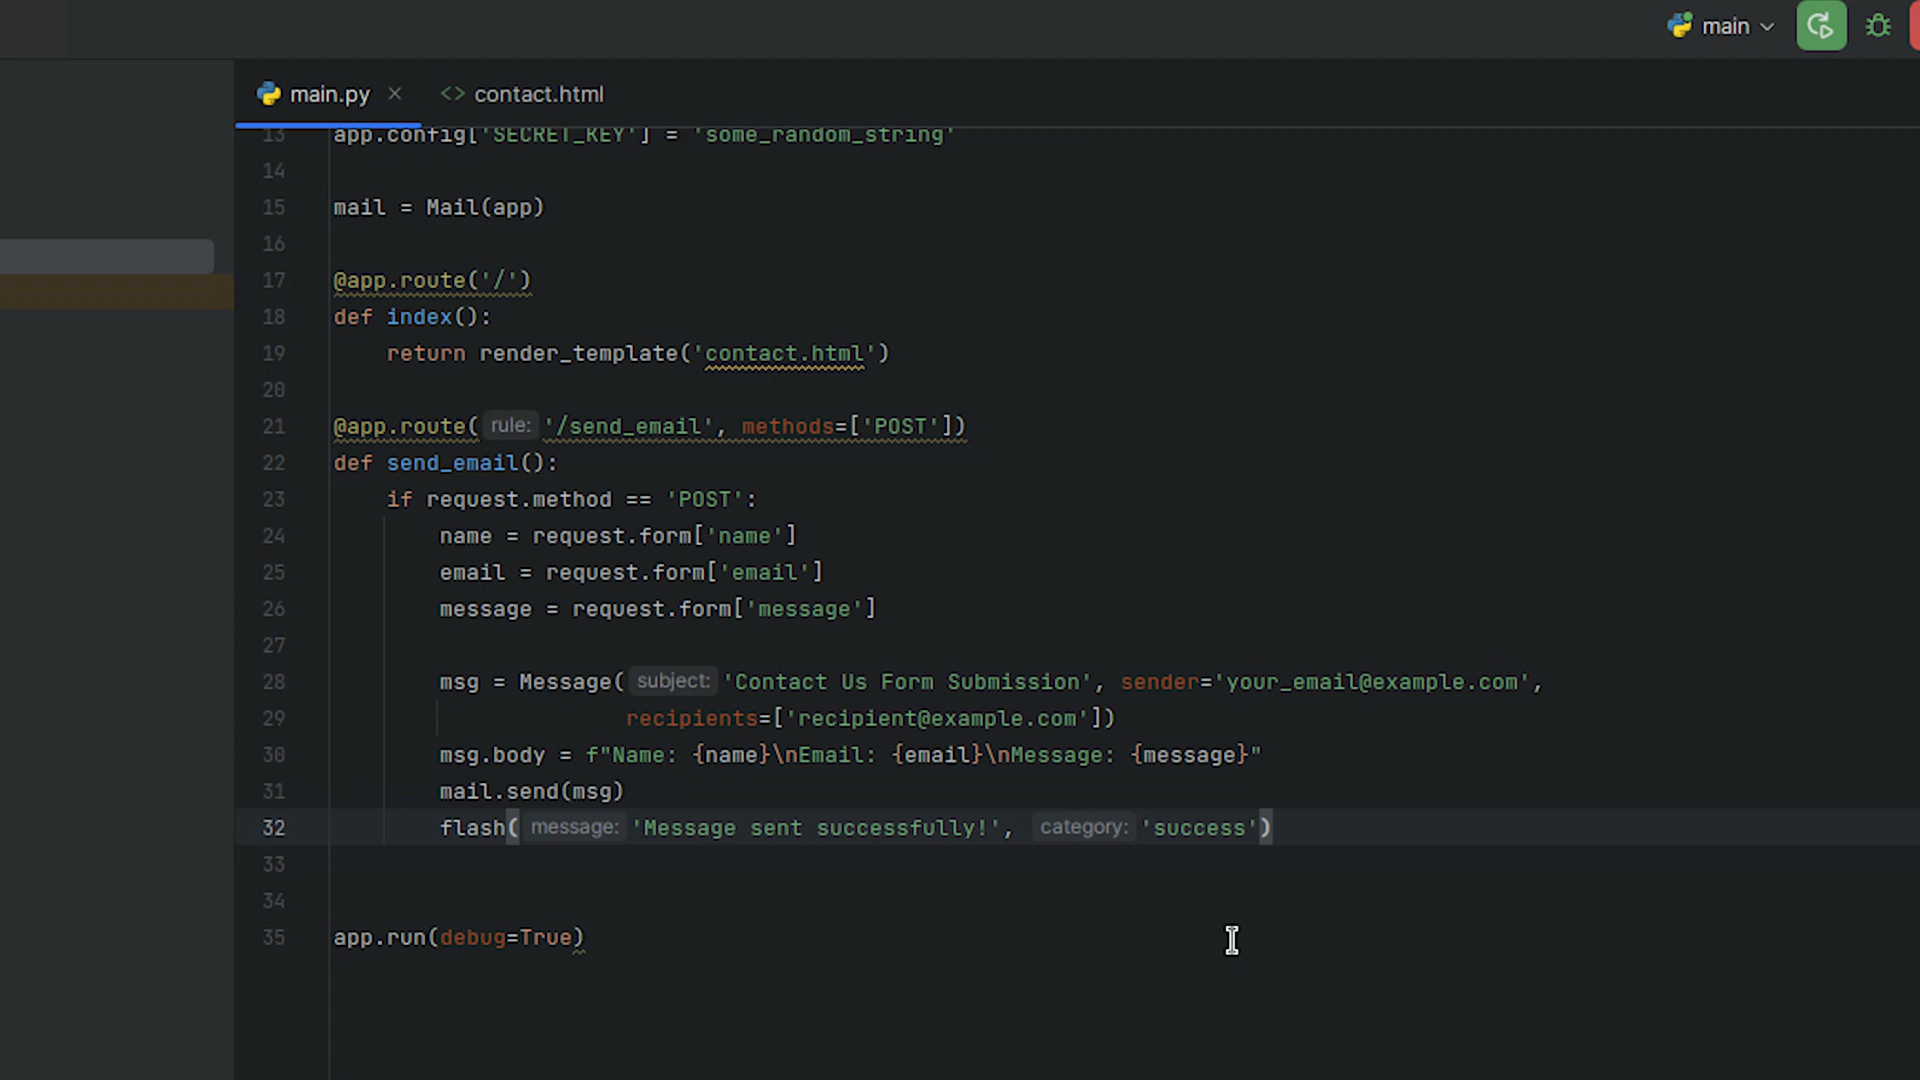 main
main.py
contact.html
13 app.config['SECRET_KEY'] = 'some_random_string'
14
15 mail = Mail(app)
16
17 @app.route('/')
18 def index():
19     return render_template('contact.html')
20
21 @app.route( rule: '/send_email', methods=['POST'])
22 def send_email():
23     if request.method == 'POST':
24         name = request.form['name']
25         email = request.form['email']
26         message = request.form['message']
27
28         msg = Message( subject: 'Contact Us Form Submission', sender='your_email@example.com',
29                       recipients=['recipient@example.com'])
30         msg.body = f"Name: {name}\nEmail: {email}\nMessage: {message}"
31         mail.send(msg)
32         flash( message: 'Message sent successfully!', category: 'success')
33
34
35 app.run(debug=True)